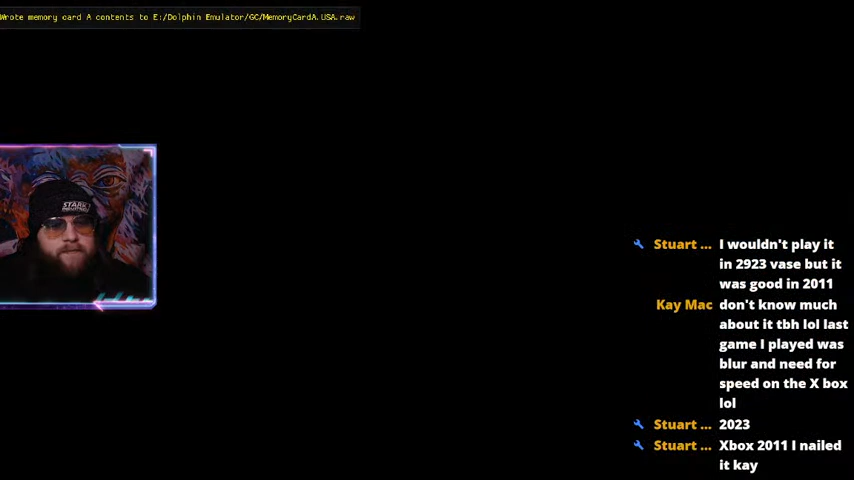 Wrote memory card A contents to E:/Dolphin Emulator/GC/MemoryCardA.USA.raw
STARK
Stuart ... I wouldn't play it
in 2923 vase but it
was good in 2011
Kay Mac don't know much
about it tbh lol last
game I played was
blur and need for
speed on the X box
lol
Stuart ... 2023
Stuart ... Xbox 2011 I nailed
it kay